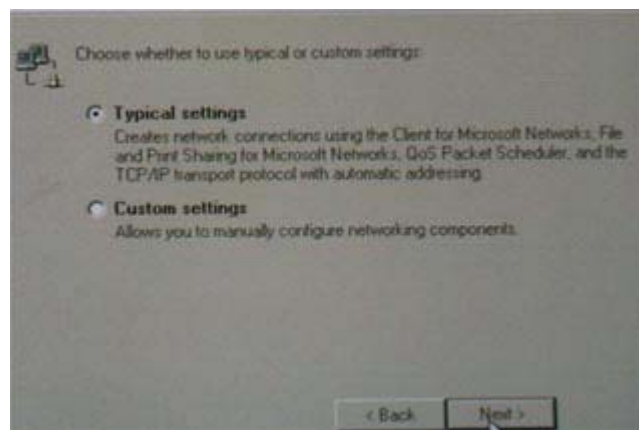 Choose whether to use typical or custom settings:
Typical settings
Creates network connections using the Client for Microsoft Networks, File
and Print Sharing for Microsoft Networks, QoS Packet Scheduler, and the
TCP/IP transport protocol with automatic addressing.
Custom settings
Allows you to manually configure networking components.
< Back
Next >